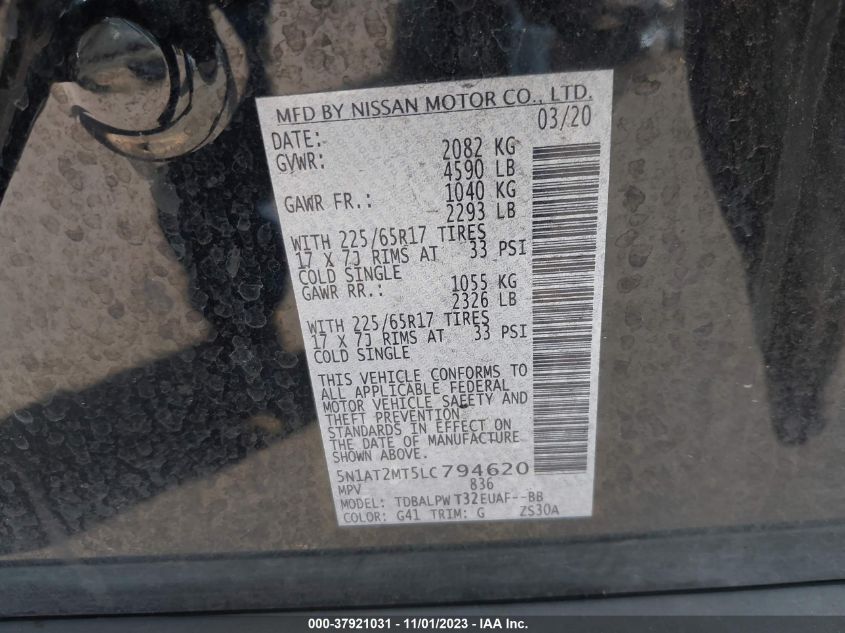 MFD BY NISSAN MOTOR CO., LTD.
DATE: 03/20
GVWR: 2082 KG
4590 LB
GAWR FR.: 1040 KG
2293 LB
WITH 225/65R17 TIRES
17 X 7J RIMS AT 33 PSI
COLD SINGLE
GAWR RR.: 1055 KG
2326 LB
WITH 225/65R17 TIRES
17 X 7J RIMS AT 33 PSI
COLD SINGLE
THIS VEHICLE CONFORMS TO
ALL APPLICABLE FEDERAL
MOTOR VEHICLE SAFETY AND
THEFT PREVENTION
STANDARDS IN EFFECT ON
THE DATE OF MANUFACTURE
SHOWN ABOVE.
5N1AT2MT5LC794620
MPV 836
MODEL: TDBALPW T32EUAF--BB
COLOR: G41 TRIM: G ZS30A
000-37921031 - 11/01/2023 - IAA Inc.